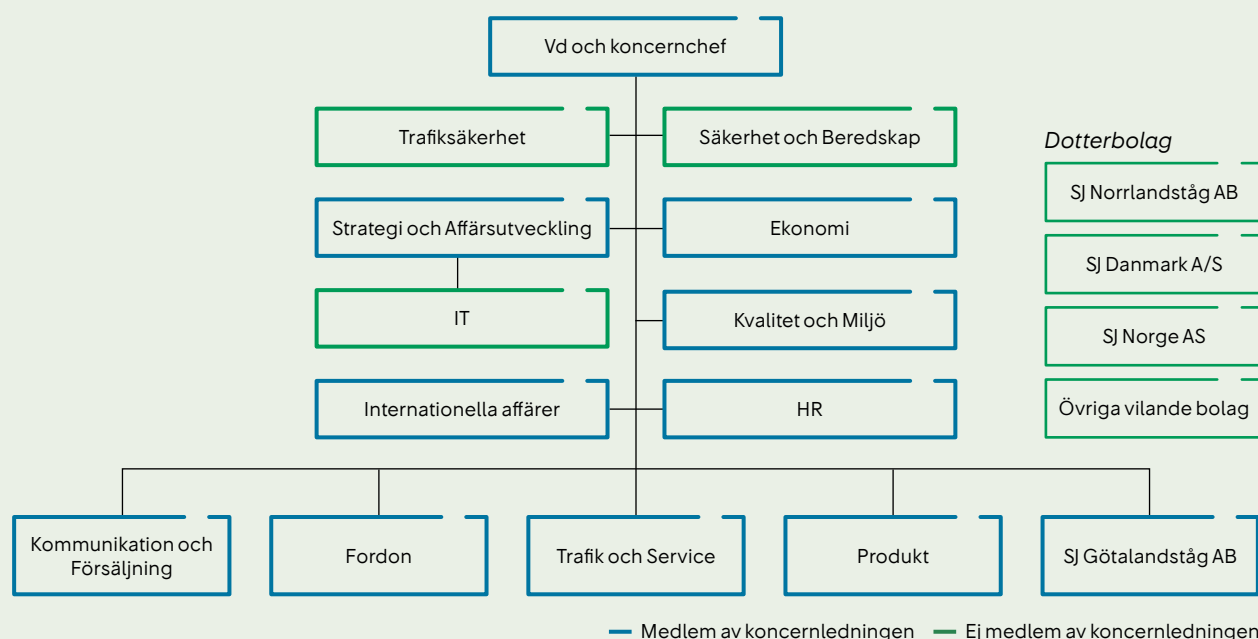 Vd och koncernchef
Trafiksäkerhet
Säkerhet och Beredskap
Strategi och Affärsutveckling
Ekonomi
IT
Kvalitet och Miljö
Internationella affärer
HR
Dotterbolag
SJ Norrlandståg AB
SJ Danmark A/S
SJ Norge AS
Övriga vilande bolag
Kommunikation och
Försäljning
Fordon
Trafik och Service
Produkt
SJ Götalandståg AB
Medlem av koncernledningen
Ej medlem av koncernledningen